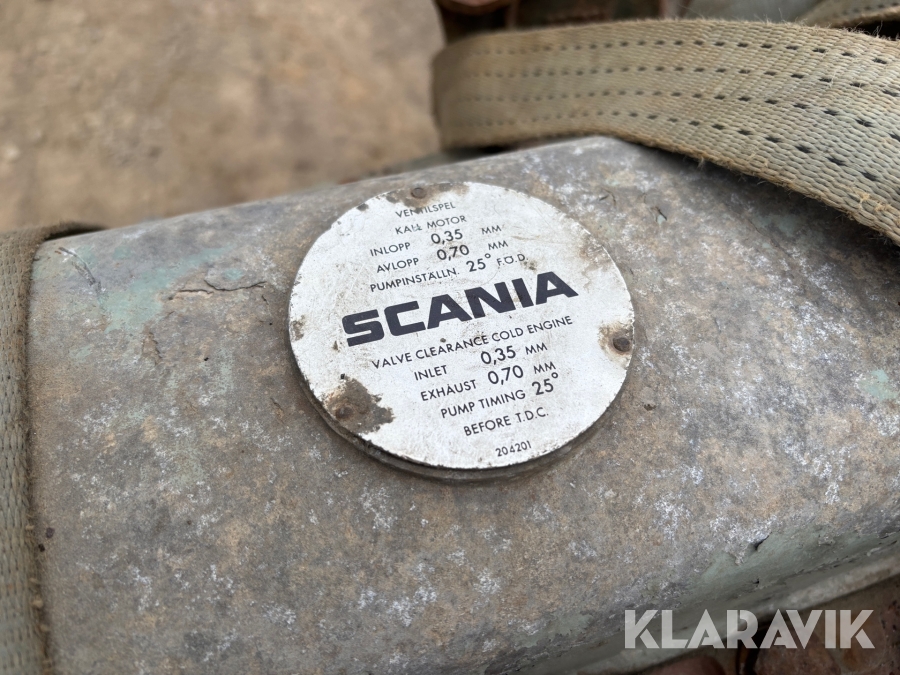 VENTILSPEL
KALL MOTOR
INLOPP 0,35 MM
AVLOPP 0,70 MM
PUMPINSTÄLLN. 25° F.Ö.D.
SCANIA
VALVE CLEARANCE COLD ENGINE
INLET 0,35 MM
EXHAUST 0,70 MM
PUMP TIMING 25°
BEFORE T.D.C.
204201
KLARAVIK